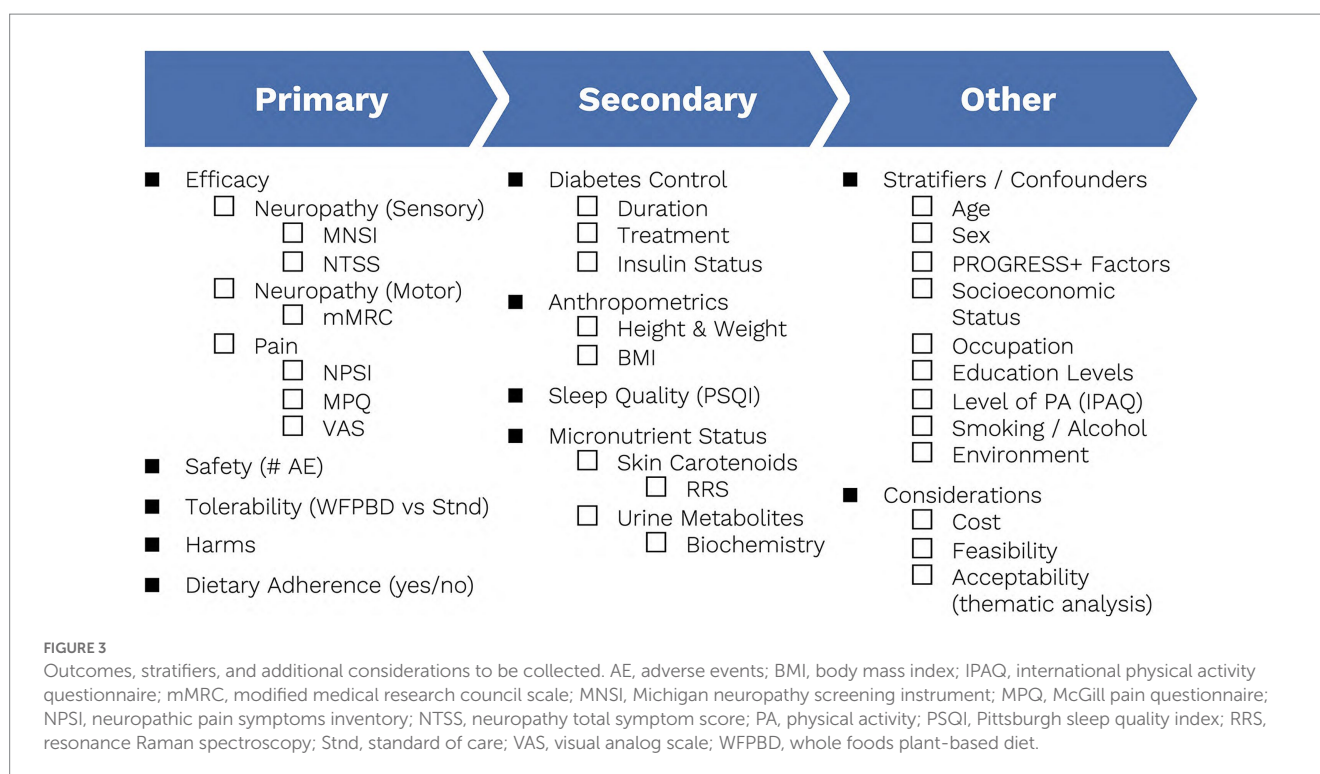 Primary
Secondary
Other
Efficacy
Neuropathy (Sensory)
MNSI
NTSS
Neuropathy (Motor)
mMRC
Pain
NPSI
MPQ
VAS
Safety (# AE)
Tolerability (WFPBD vs Stnd)
Harms
Dietary Adherence (yes/no)
Diabetes Control
Duration
Treatment
Insulin Status
Anthropometrics
Height & Weight
BMI
Sleep Quality (PSQI)
Micronutrient Status
Skin Carotenoids
RRS
Urine Metabolites
Biochemistry
Stratifiers / Confounders
Age
Sex
PROGRESS+ Factors
Socioeconomic
Status
Occupation
Education Levels
Level of PA (IPAQ)
Smoking / Alcohol
Environment
Considerations
Cost
Feasibility
Acceptability
(thematic analysis)
FIGURE 3
Outcomes, stratifiers, and additional considerations to be collected. AE, adverse events; BMI, body mass index; IPAQ, international physical activity
questionnaire; mMRC, modified medical research council scale; MNSI, Michigan neuropathy screening instrument; MPQ, McGill pain questionnaire;
NPSI, neuropathic pain symptoms inventory; NTSS, neuropathy total symptom score; PA, physical activity; PSQI, Pittsburgh sleep quality index; RRS,
resonance Raman spectroscopy; Stnd, standard of care; VAS, visual analog scale; WFPBD, whole foods plant-based diet.